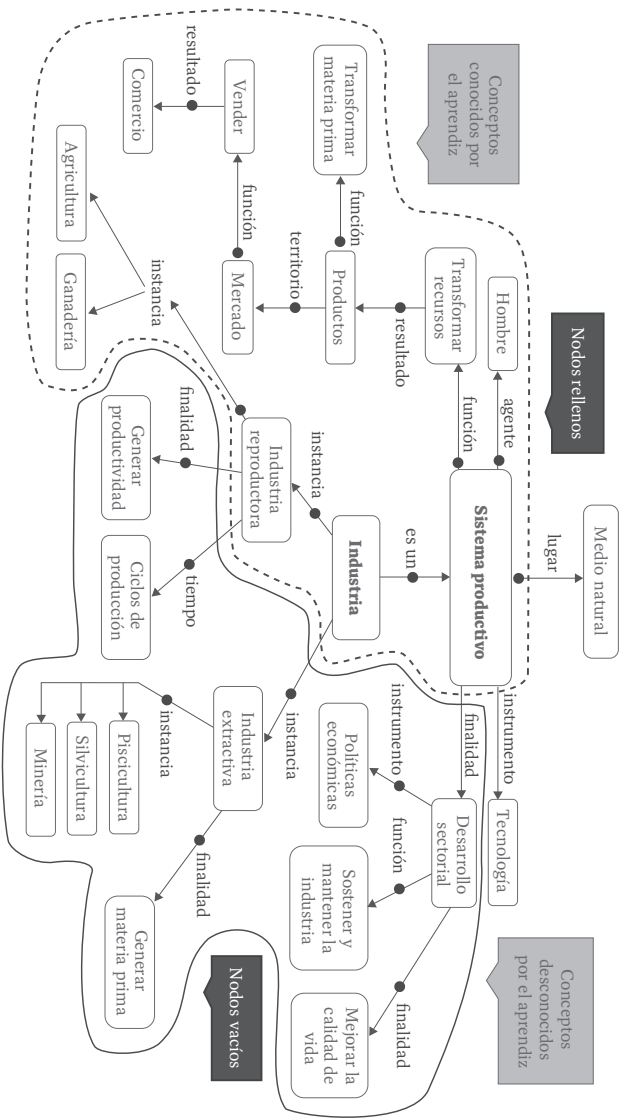 Medio natural
lugar
Nodos rellenos
Conceptos
conocidos por
el aprendiz
Conceptos
desconocidos
por el aprendiz
Hombre
agente
Sistema productivo
instrumento
Tecnología
Transformar
recursos
función
finalidad
Desarrollo
sectorial
resultado
es un
instrumento
función
finalidad
Transformar
materia prima
función
Productos
Industria
Políticas
económicas
Sostener y
mantener la
industria
Mejorar la
calidad de
vida
territorio
instancia
instancia
Vender
función
Mercado
Industria
reproductora
Industria
extractiva
Nodos vacíos
resultado
instancia
finalidad
tiempo
instancia
finalidad
Comercio
Generar
productividad
Ciclos de
producción
Piscicultura
Silvicultura
Minería
Generar
materia prima
Agricultura
Ganadería